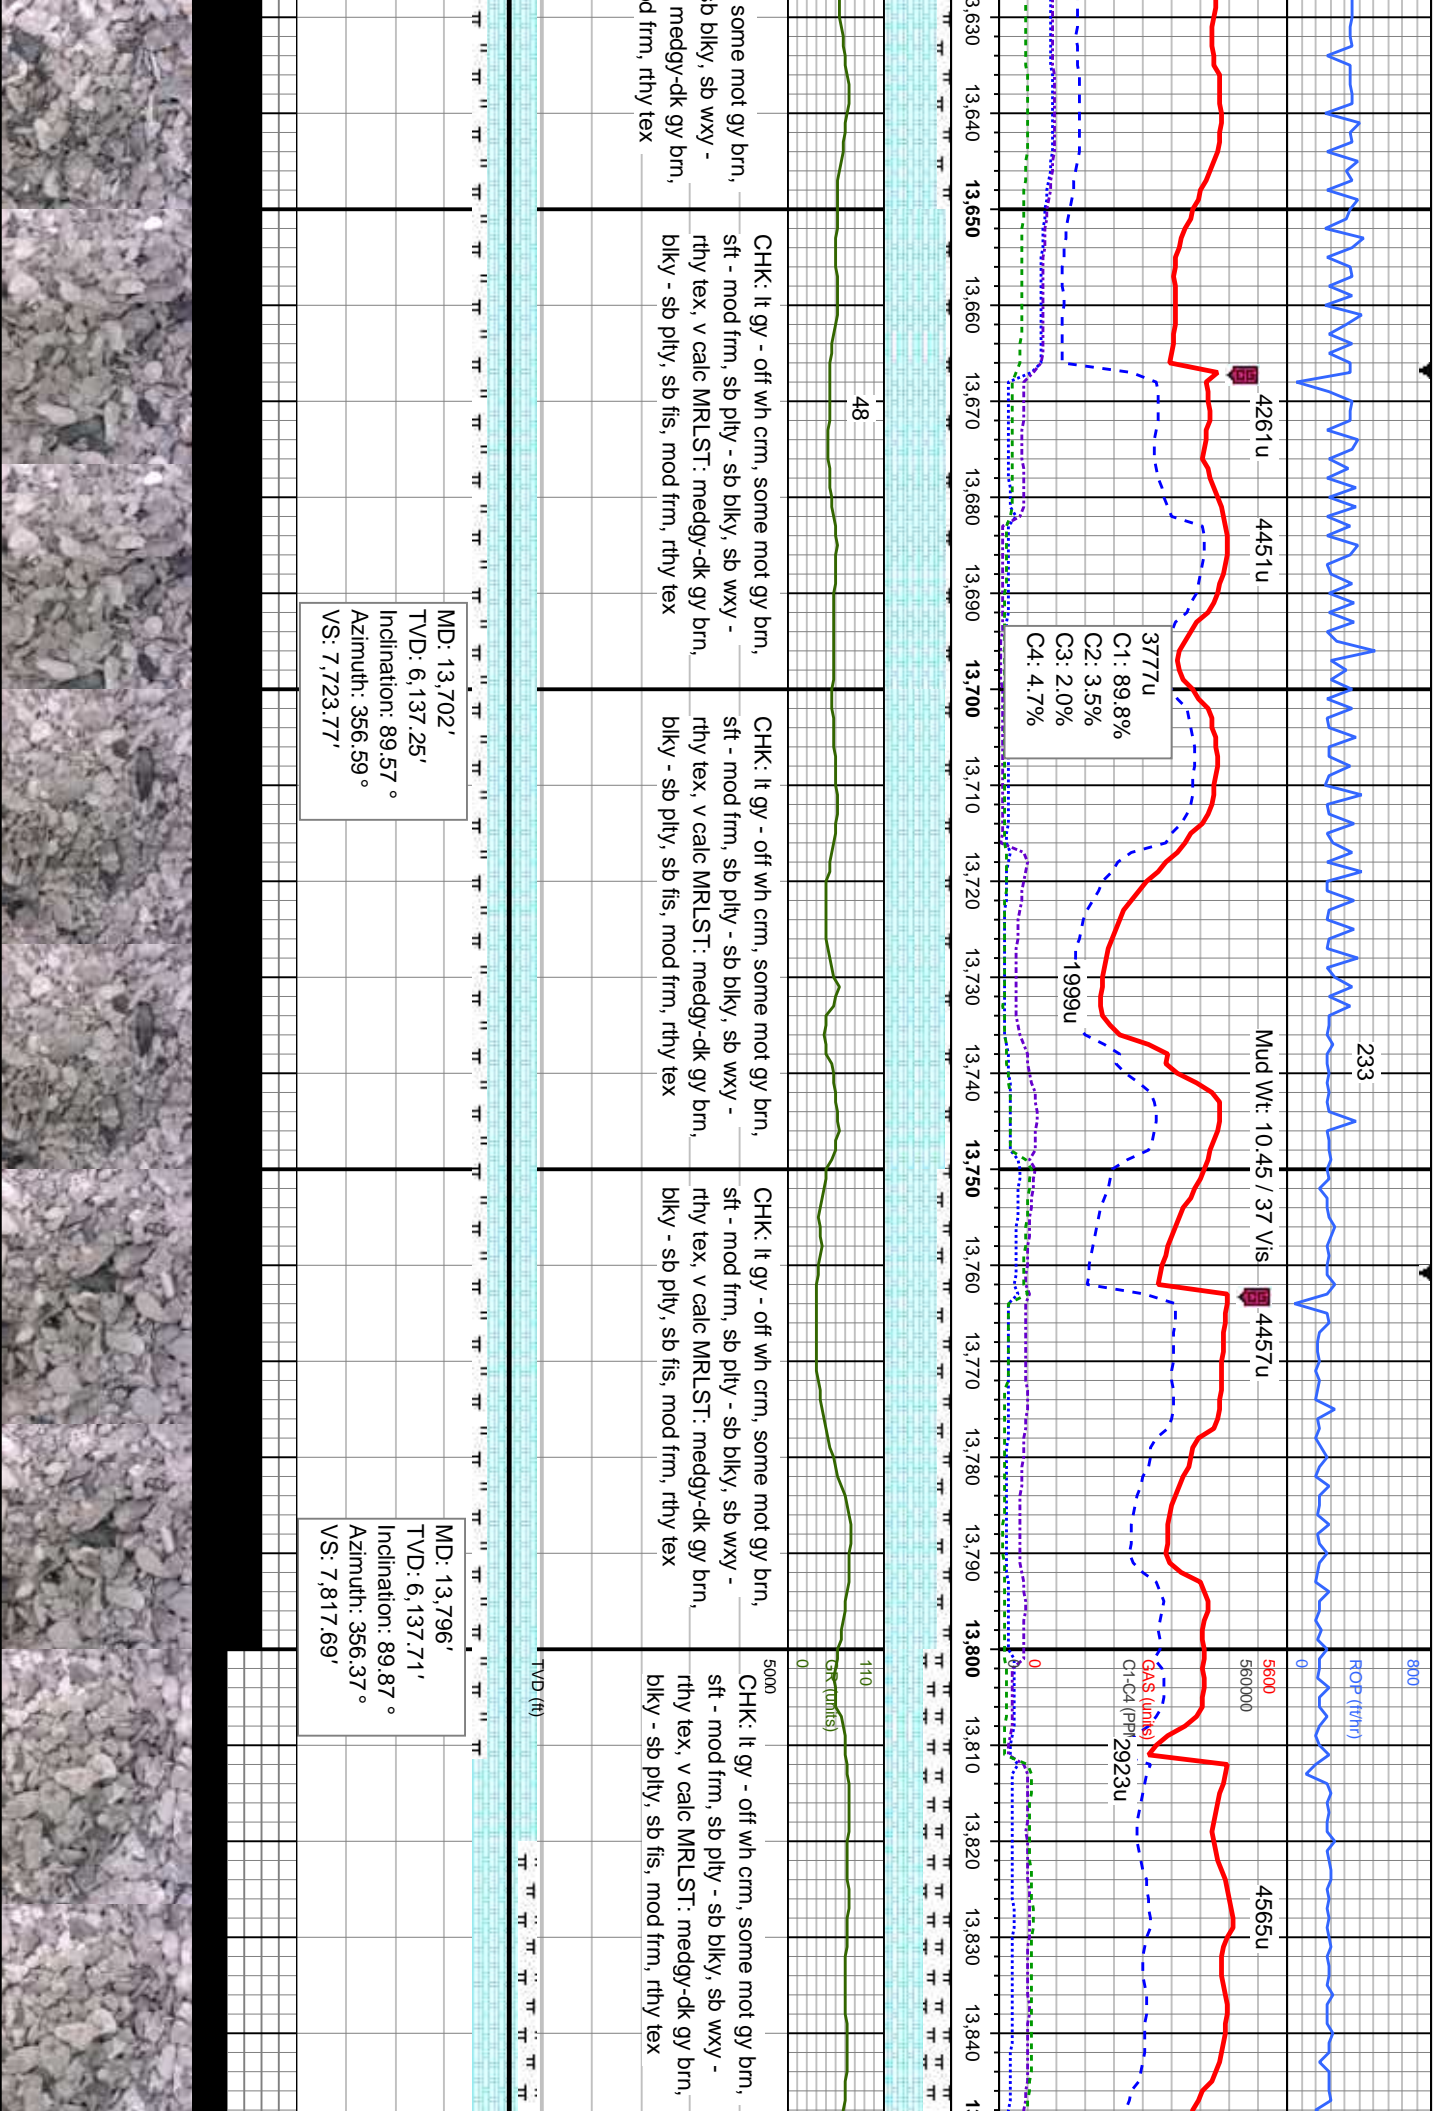 800
ROP (ft/hr)
0
233
4261u
4451u
Mud Wt: 10.45 / 37 Vis
4457u
5600
560000
4565u
GAS (units)
C1-C4 (PPM
0
3777u
C1: 89.8%
C2: 3.5%
C3: 2.0%
C4: 4.7%
1999u
2923u
13,640
13,650
13,660
13,670
13,680
13,690
13,700
13,710
13,720
13,730
13,740
13,750
13,760
13,770
13,780
13,790
13,800
13,810
13,820
13,830
13,840
48
110
GR (units)
0
5000
some mot gy brn,
sb blky, sb wxy -
medgy-dk gy brn,
d frm, rthy tex
CHK: lt gy - off wh crm, some mot gy brn,
sft - mod frm, sb plty - sb blky, sb wxy -
rthy tex, v calc MRLST: medgy-dk gy brn,
blky - sb plty, sb fis, mod frm, rthy tex
CHK: lt gy - off wh crm, some mot gy brn,
sft - mod frm, sb plty - sb blky, sb wxy -
rthy tex, v calc MRLST: medgy-dk gy brn,
blky - sb plty, sb fis, mod frm, rthy tex
CHK: lt gy - off wh crm, some mot gy brn,
sft - mod frm, sb plty - sb blky, sb wxy -
rthy tex, v calc MRLST: medgy-dk gy brn,
blky - sb plty, sb fis, mod frm, rthy tex
CHK: lt gy - off wh crm, some mot gy brn,
sft - mod frm, sb plty - sb blky, sb wxy -
rthy tex, v calc MRLST: medgy-dk gy brn,
blky - sb plty, sb fis, mod frm, rthy tex
TVD (ft)
MD: 13,702'
TVD: 6,137.25'
Inclination: 89.57 °
Azimuth: 356.59 °
VS: 7,723.77'
MD: 13,796'
TVD: 6,137.71'
Inclination: 89.87 °
Azimuth: 356.37 °
VS: 7,817.69'